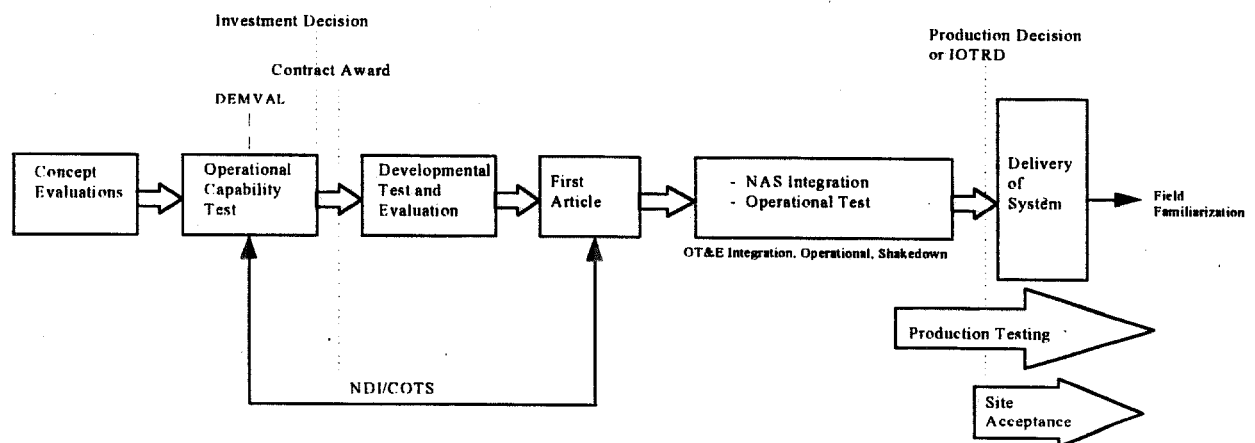 Investment Decision
Contract Award
DEMVAL
Production Decision
or IOTRD
Concept
Evaluations
Operational
Capability
Test
Developmental
Test and
Evaluation
First
Article
- NAS Integration
- Operational Test
OT&E Integration, Operational, Shakedown
Delivery
of
System
Field
Familiarization
NDI/COTS
Production Testing
Site
Acceptance